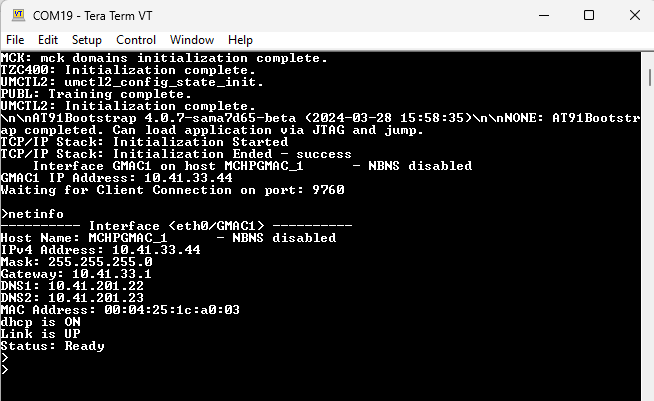 COM19 - Tera Term VT
File Edit Setup Control Window Help
MCK: mck domains initialization complete.
TZC400: Initialization complete.
UMCTL2: umctl2_config_state_init.
PUBL: Training complete.
UMCTL2: Initialization complete.
\n\nAT91Bootstrap 4.0.7-sama7d65-beta (2024-03-28 15:58:35)\n\nNONE: AT91Bootstr
ap completed. Can load application via JTAG and jump.
TCP/IP Stack: Initialization Started
TCP/IP Stack: Initialization Ended - success
    Interface GMAC1 on host MCHPGMAC_1      - NBNS disabled
GMAC1 IP Address: 10.41.33.44
Waiting for Client Connection on port: 9760
>netinfo
---------- Interface <eth0/GMAC1> ----------
Host Name: MCHPGMAC_1      - NBNS disabled
IPv4 Address: 10.41.33.44
Mask: 255.255.255.0
Gateway: 10.41.33.1
DNS1: 10.41.201.22
DNS2: 10.41.201.23
MAC Address: 00:04:25:1c:a0:03
dhcp is ON
Link is UP
Status: Ready
>
>